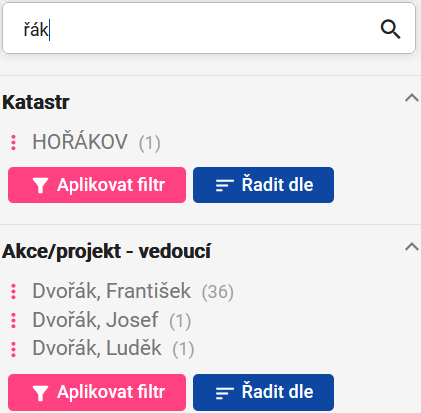 řák
Katastr
HOŘÁKOV (1)
Aplikovat filtr Řadit dle
Akce/projekt - vedoucí
Dvořák, František (36)
Dvořák, Josef (1)
Dvořák, Luděk (1)
Aplikovat filtr Řadit dle